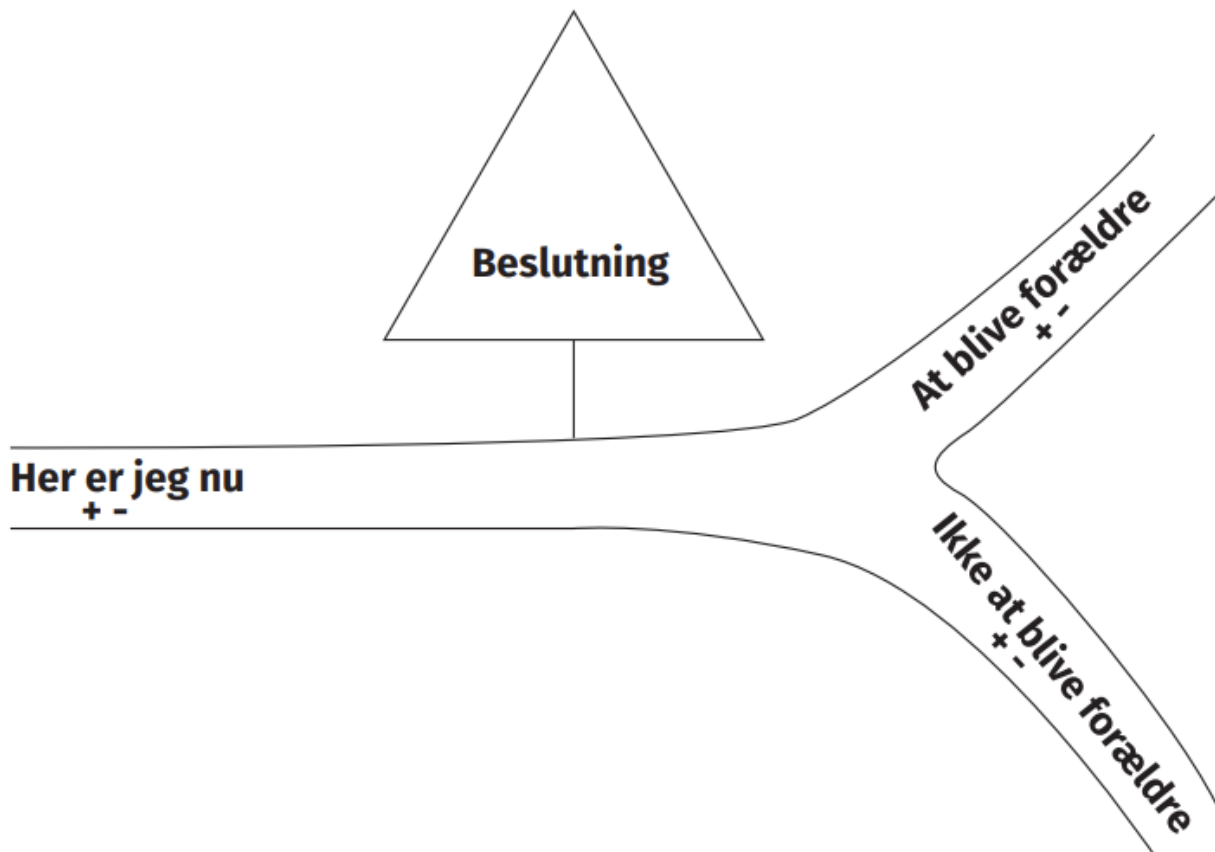 Beslutning
Her er jeg nu
+ -
At blive forældre
+ -
Ikke at blive forældre
+ -